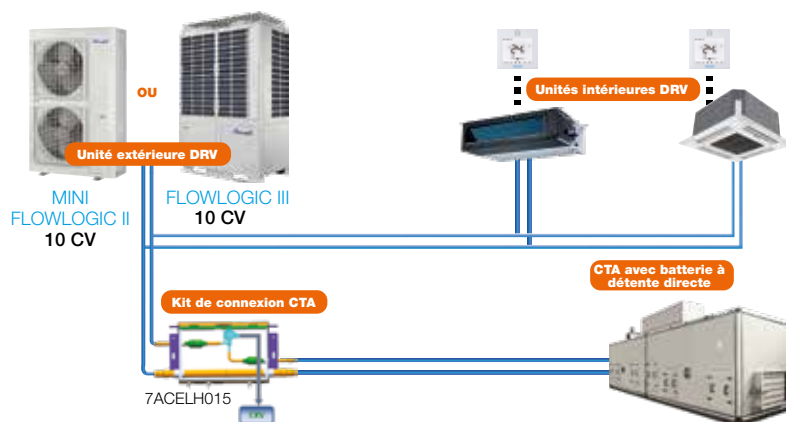 OU
Unités intérieures DRV
Unité extérieure DRV
MINI
FLOWLOGIC II
10 CV
FLOWLOGIC III
10 CV
CTA avec batterie à
détente directe
Kit de connexion CTA
7ACELH015